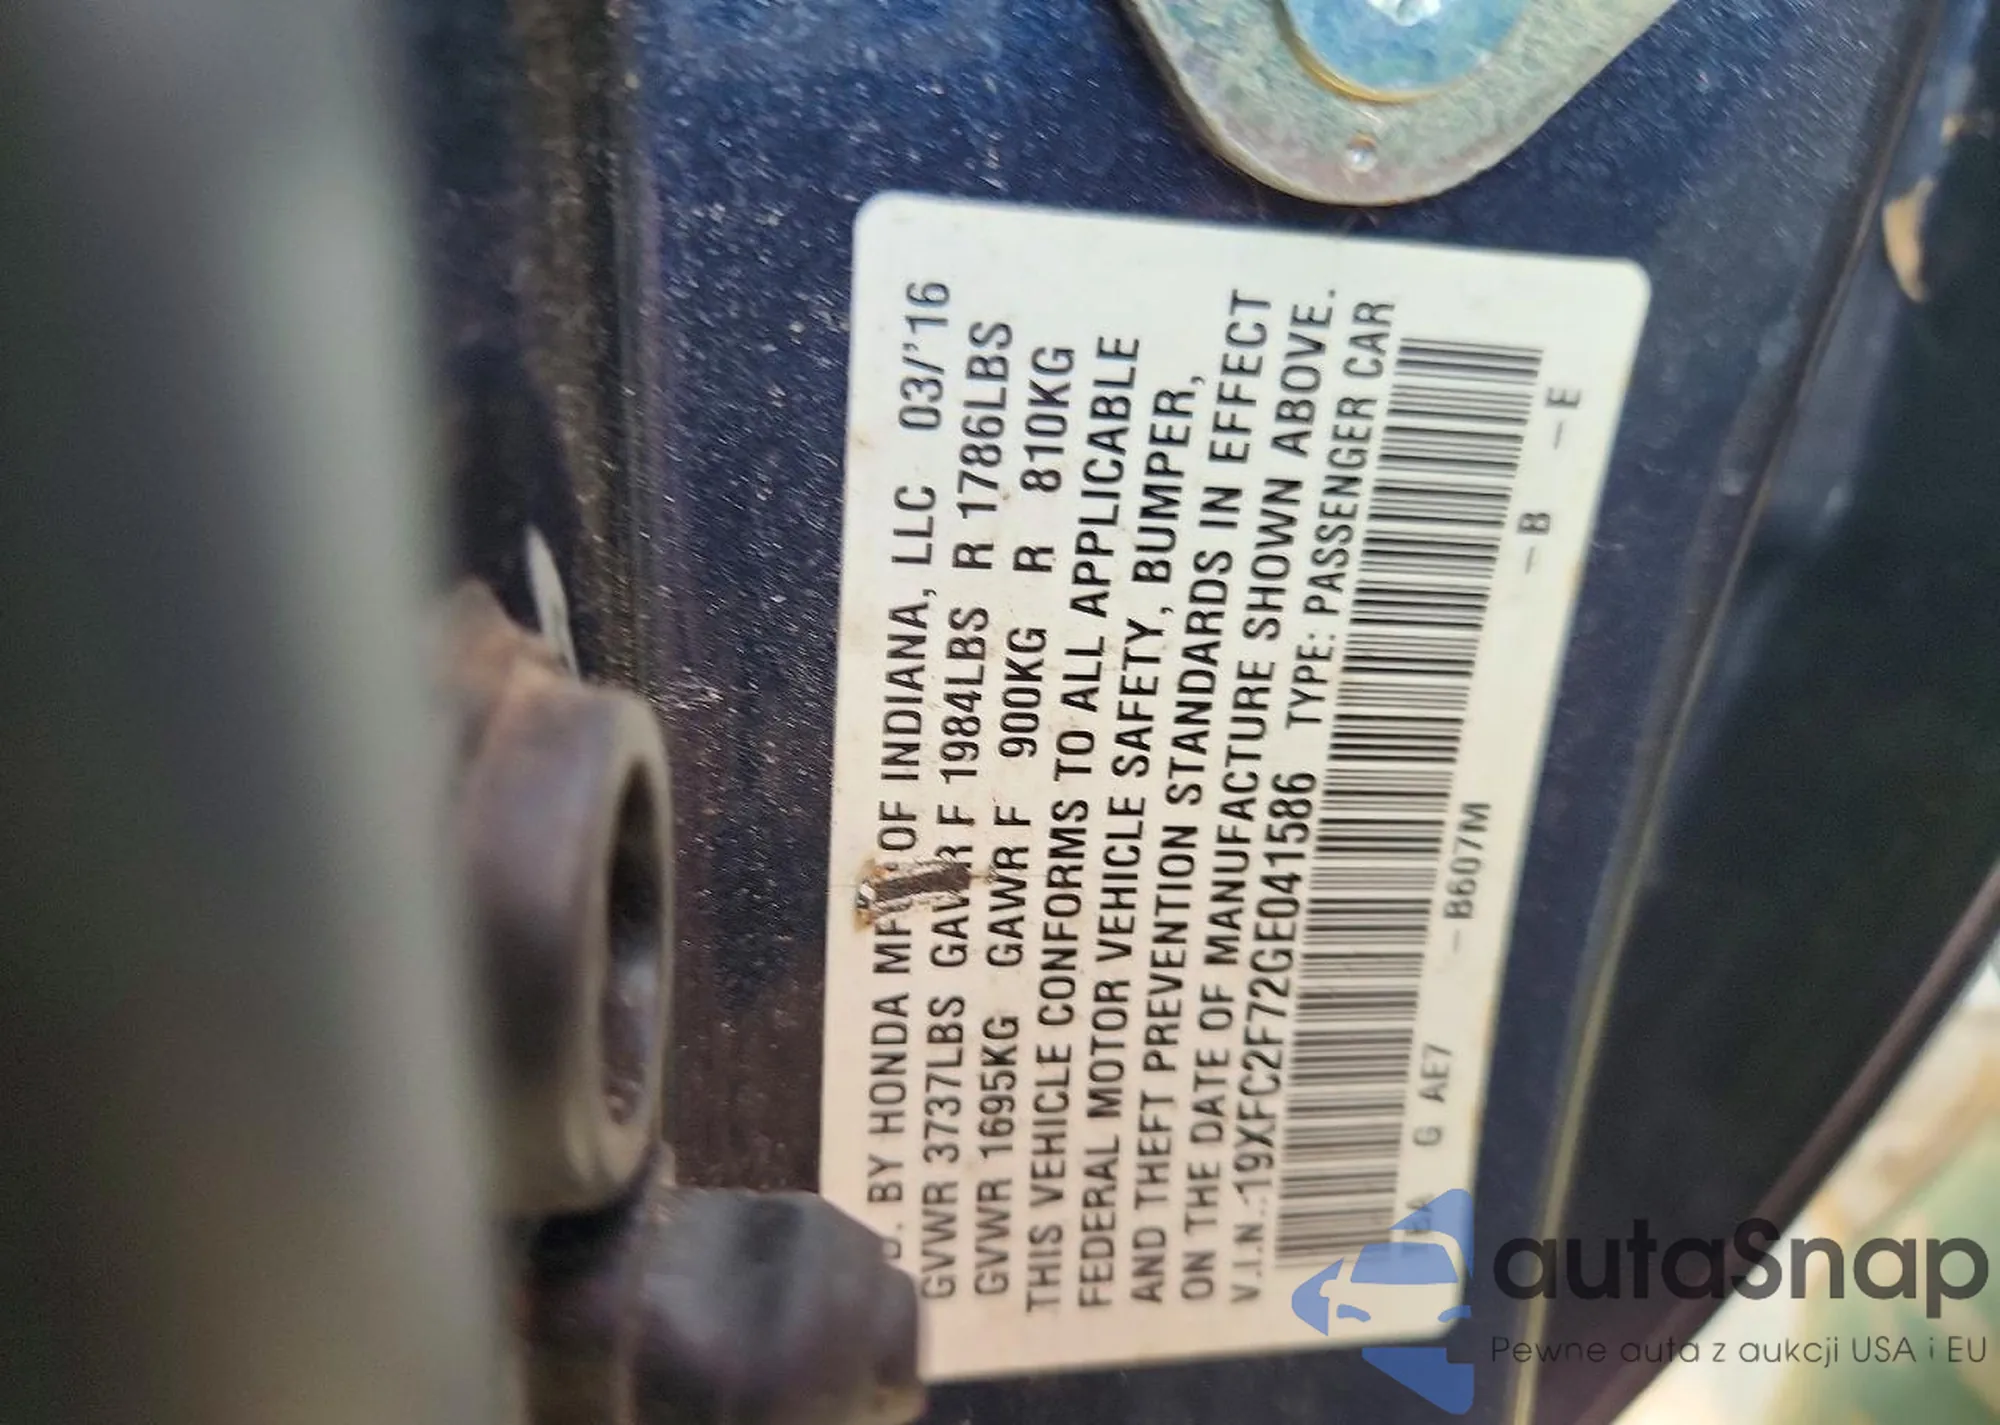 BY HONDA MFG OF INDIANA, LLC 03/'16
GVWR 3737LBS GAWR F 1984LBS R 1786LBS
GVWR 1695KG GAWR F 900KG R 810KG
THIS VEHICLE CONFORMS TO ALL APPLICABLE
FEDERAL MOTOR VEHICLE SAFETY, BUMPER,
AND THEFT PREVENTION STANDARDS IN EFFECT
ON THE DATE OF MANUFACTURE SHOWN ABOVE.
V.I.N.:19XFC2F72GE041586 TYPE: PASSENGER CAR
G AE7 -B607M -B -E
autaSnap
Pewne auta z aukcji USA i EU